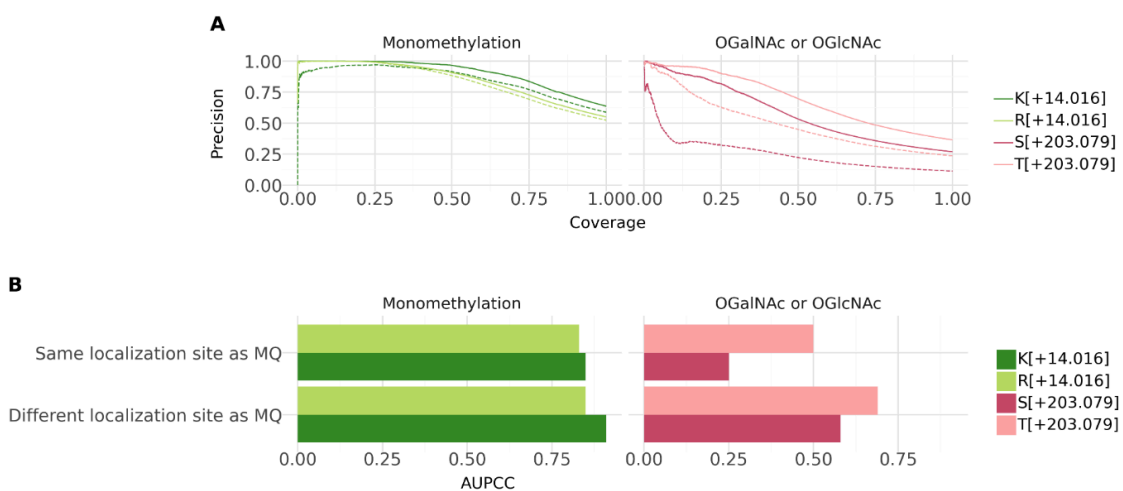 A
Monomethylation OGalNAc or OGlcNAc
1.00
0.75
0.50
0.25
0.00
Precision
0.00 0.25 0.50 0.75 1.00 0.00 0.25 0.50 0.75 1.00
Coverage
K[+14.016]
R[+14.016]
S[+203.079]
T[+203.079]
B
Monomethylation OGalNAc or OGlcNAc
Same localization site as MQ
Different localization site as MQ
0.00 0.25 0.50 0.75 0.00 0.25 0.50 0.75
AUPCC
K[+14.016]
R[+14.016]
S[+203.079]
T[+203.079]